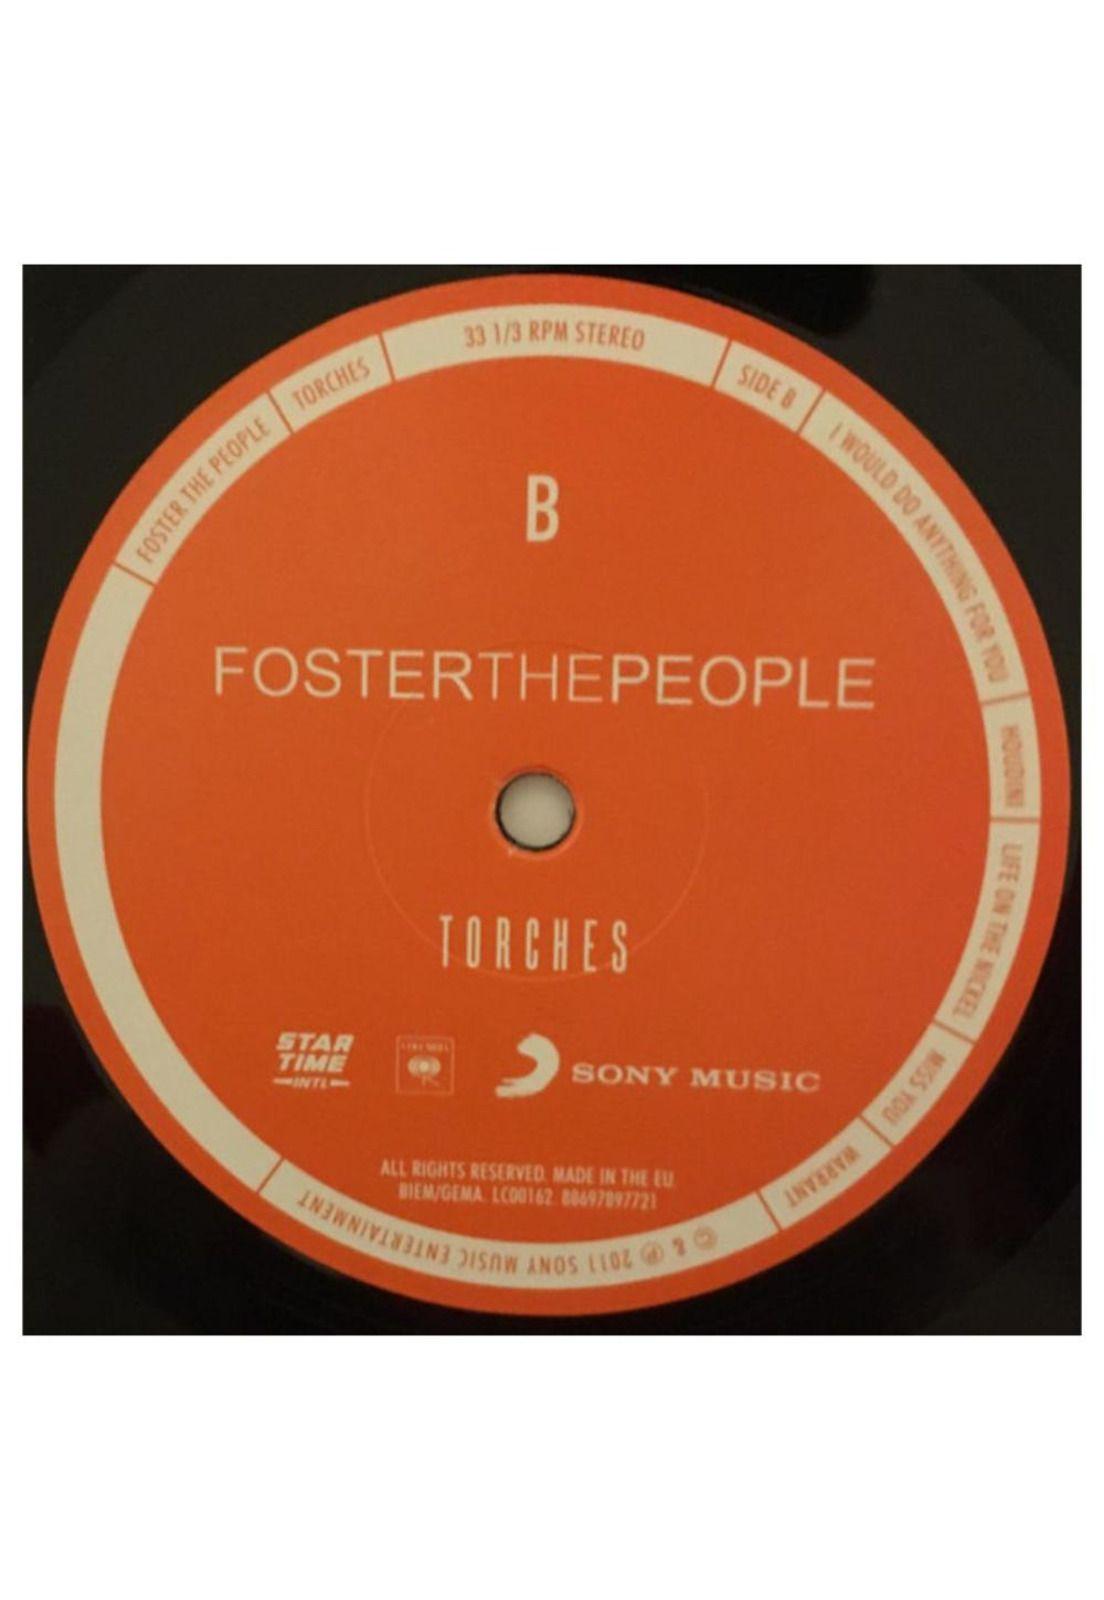 FOSTER THE PEOPLE
TORCHES
33 1/3 RPM STEREO
SIDE B
I WOULD DO ANYTHING FOR YOU
HOUDINI
LIFE ON THE NICKEL
MISS YOU
WARRANT
© & ℗ 2011 SONY MUSIC ENTERTAINMENT
B
FOSTERTHEPEOPLE
TORCHES
STAR
TIME
INTL
COLUMBIA
SONY MUSIC
ALL RIGHTS RESERVED. MADE IN THE EU.
BIEM/GEMA. LC00162. 88697097721